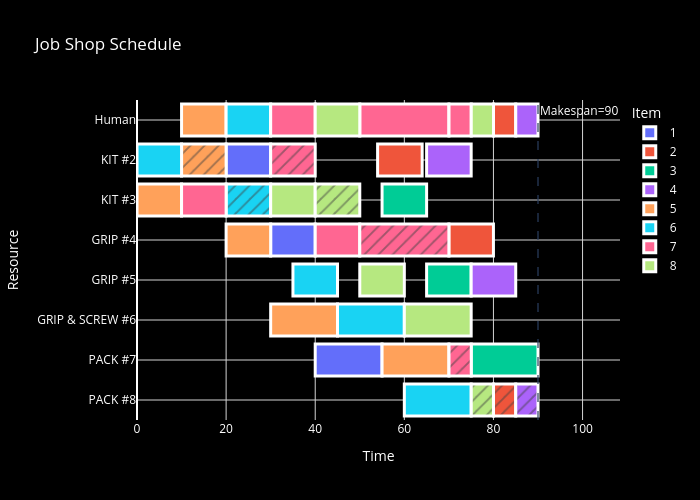 Job Shop Schedule
Makespan=90
Item
1
2
3
4
5
6
7
8
Resource
Human
KIT #2
KIT #3
GRIP #4
GRIP #5
GRIP & SCREW #6
PACK #7
PACK #8
0 20 40 60 80 100
Time